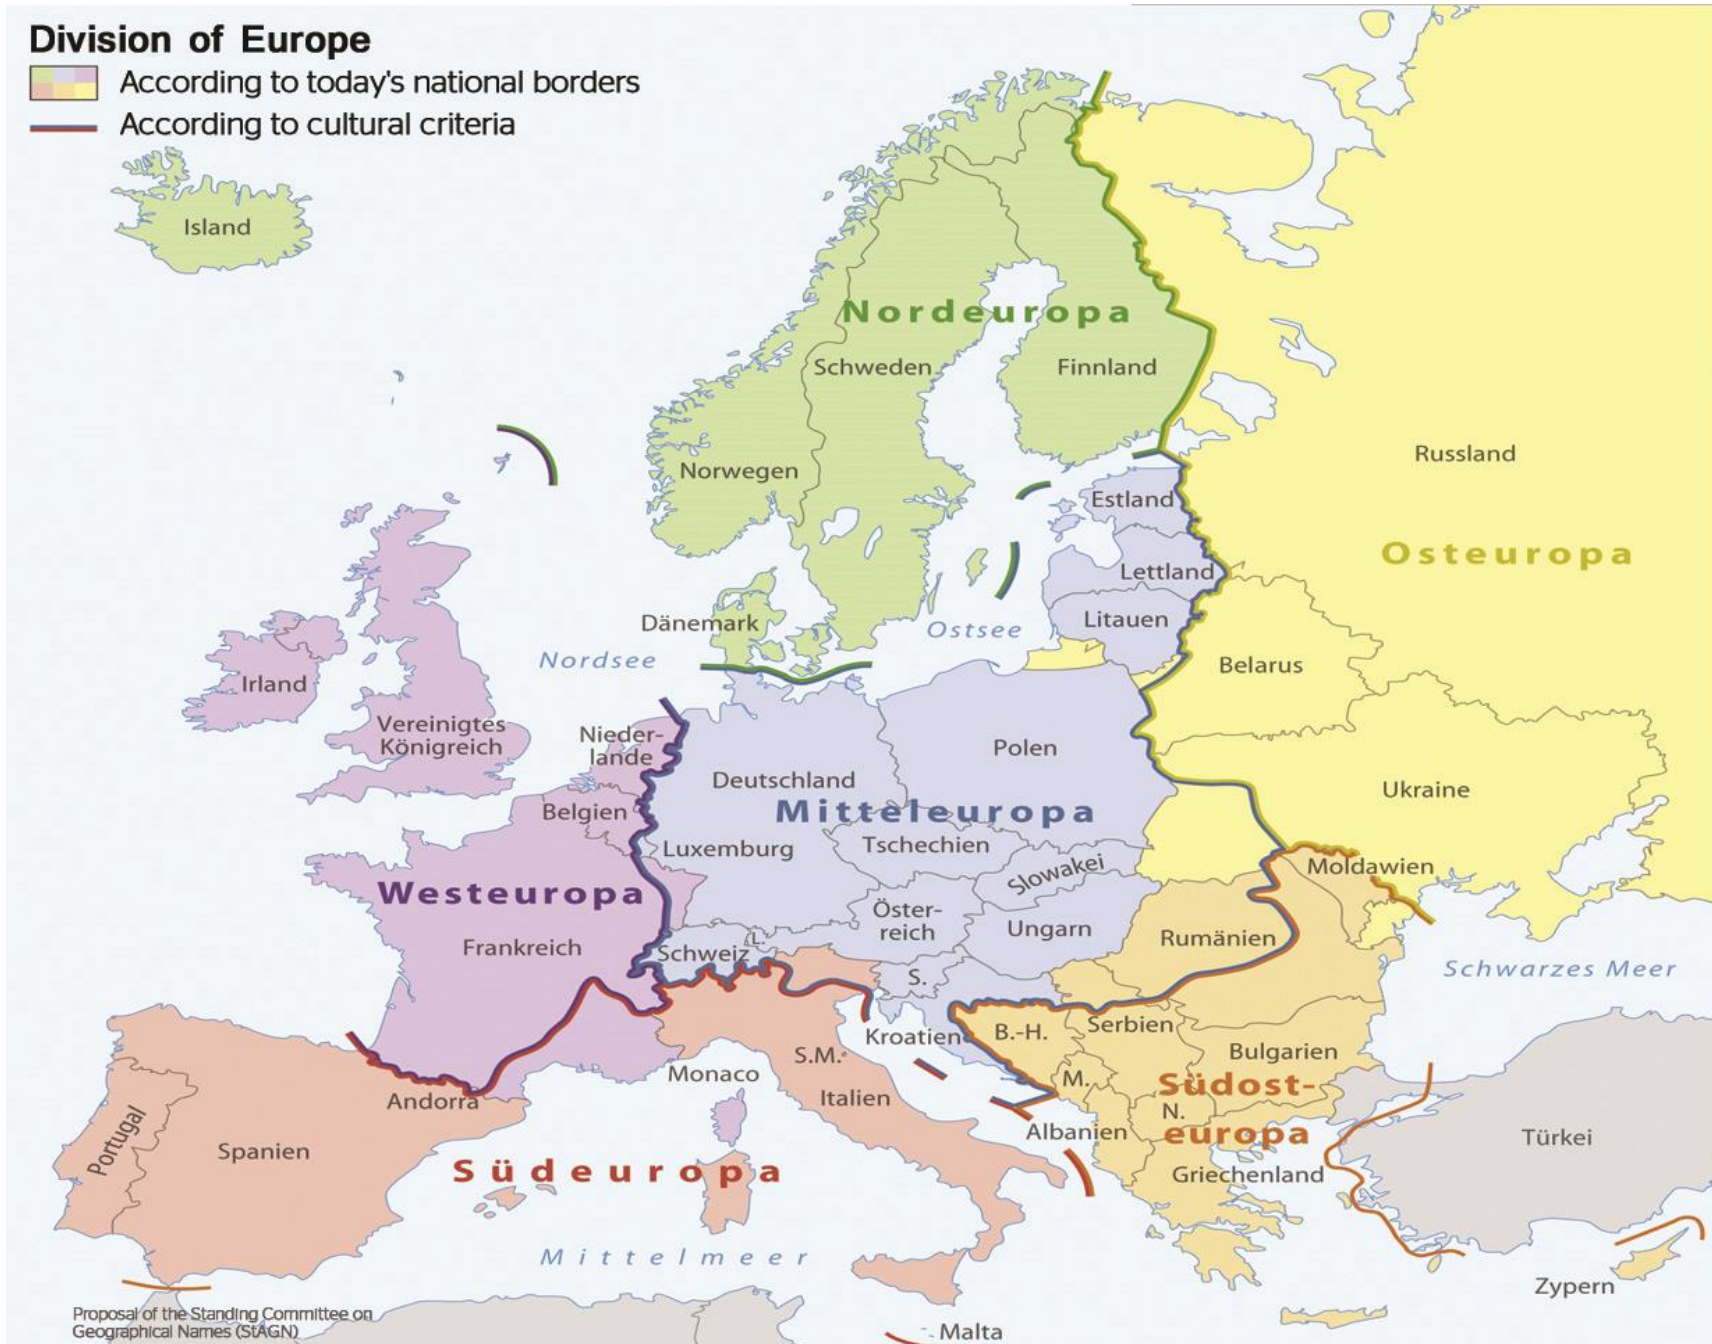 Division of Europe
According to today's national borders
According to cultural criteria
Island
Nordeuropa
Schweden
Finnland
Norwegen
Russland
Estland
Osteuropa
Lettland
Litauen
Dänemark
Ostsee
Nordsee
Belarus
Irland
Vereinigtes
Königreich
Nieder-
lande
Polen
Deutschland
Ukraine
Mitteleuropa
Belgien
Tschechien
Luxemburg
Slowakei
Moldawien
Westeuropa
Öster-
reich
Ungarn
Rumänien
Frankreich
Schweiz
L.
S.
Schwarzes Meer
Kroatien
B.-H.
Serbien
S.M.
Bulgarien
Monaco
M.
Südost-
europa
Andorra
Italien
N.
Portugal
Spanien
Albanien
Türkei
Südeuropa
Griechenland
Mittelmeer
Zypern
Proposal of the Standing Committee on
Geographical Names (StAGN)
Malta